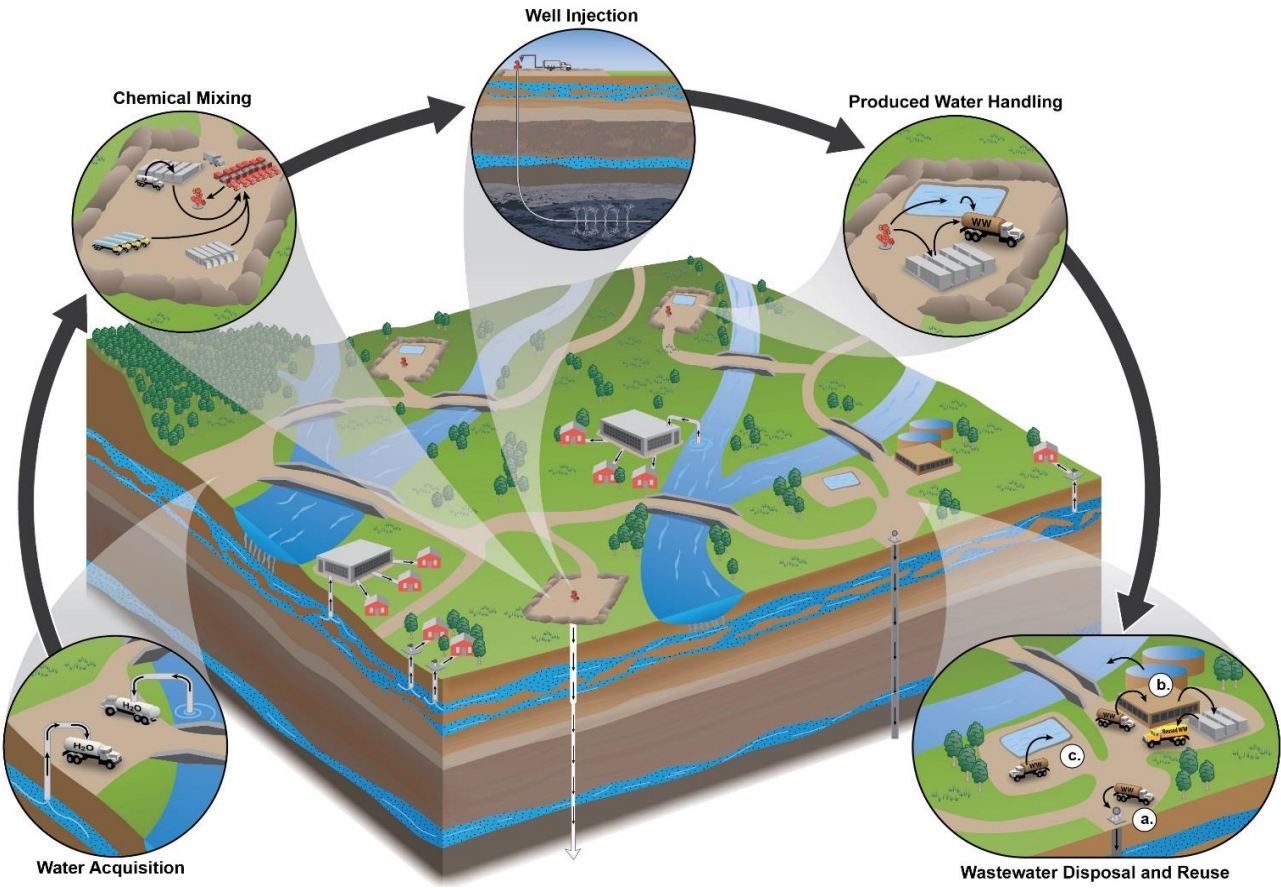 Well Injection
Chemical Mixing
Produced Water Handling
WW
H₂O
H₂O
b.
WW
Reused WW
c.
WW
WW
a.
Water Acquisition
Wastewater Disposal and Reuse